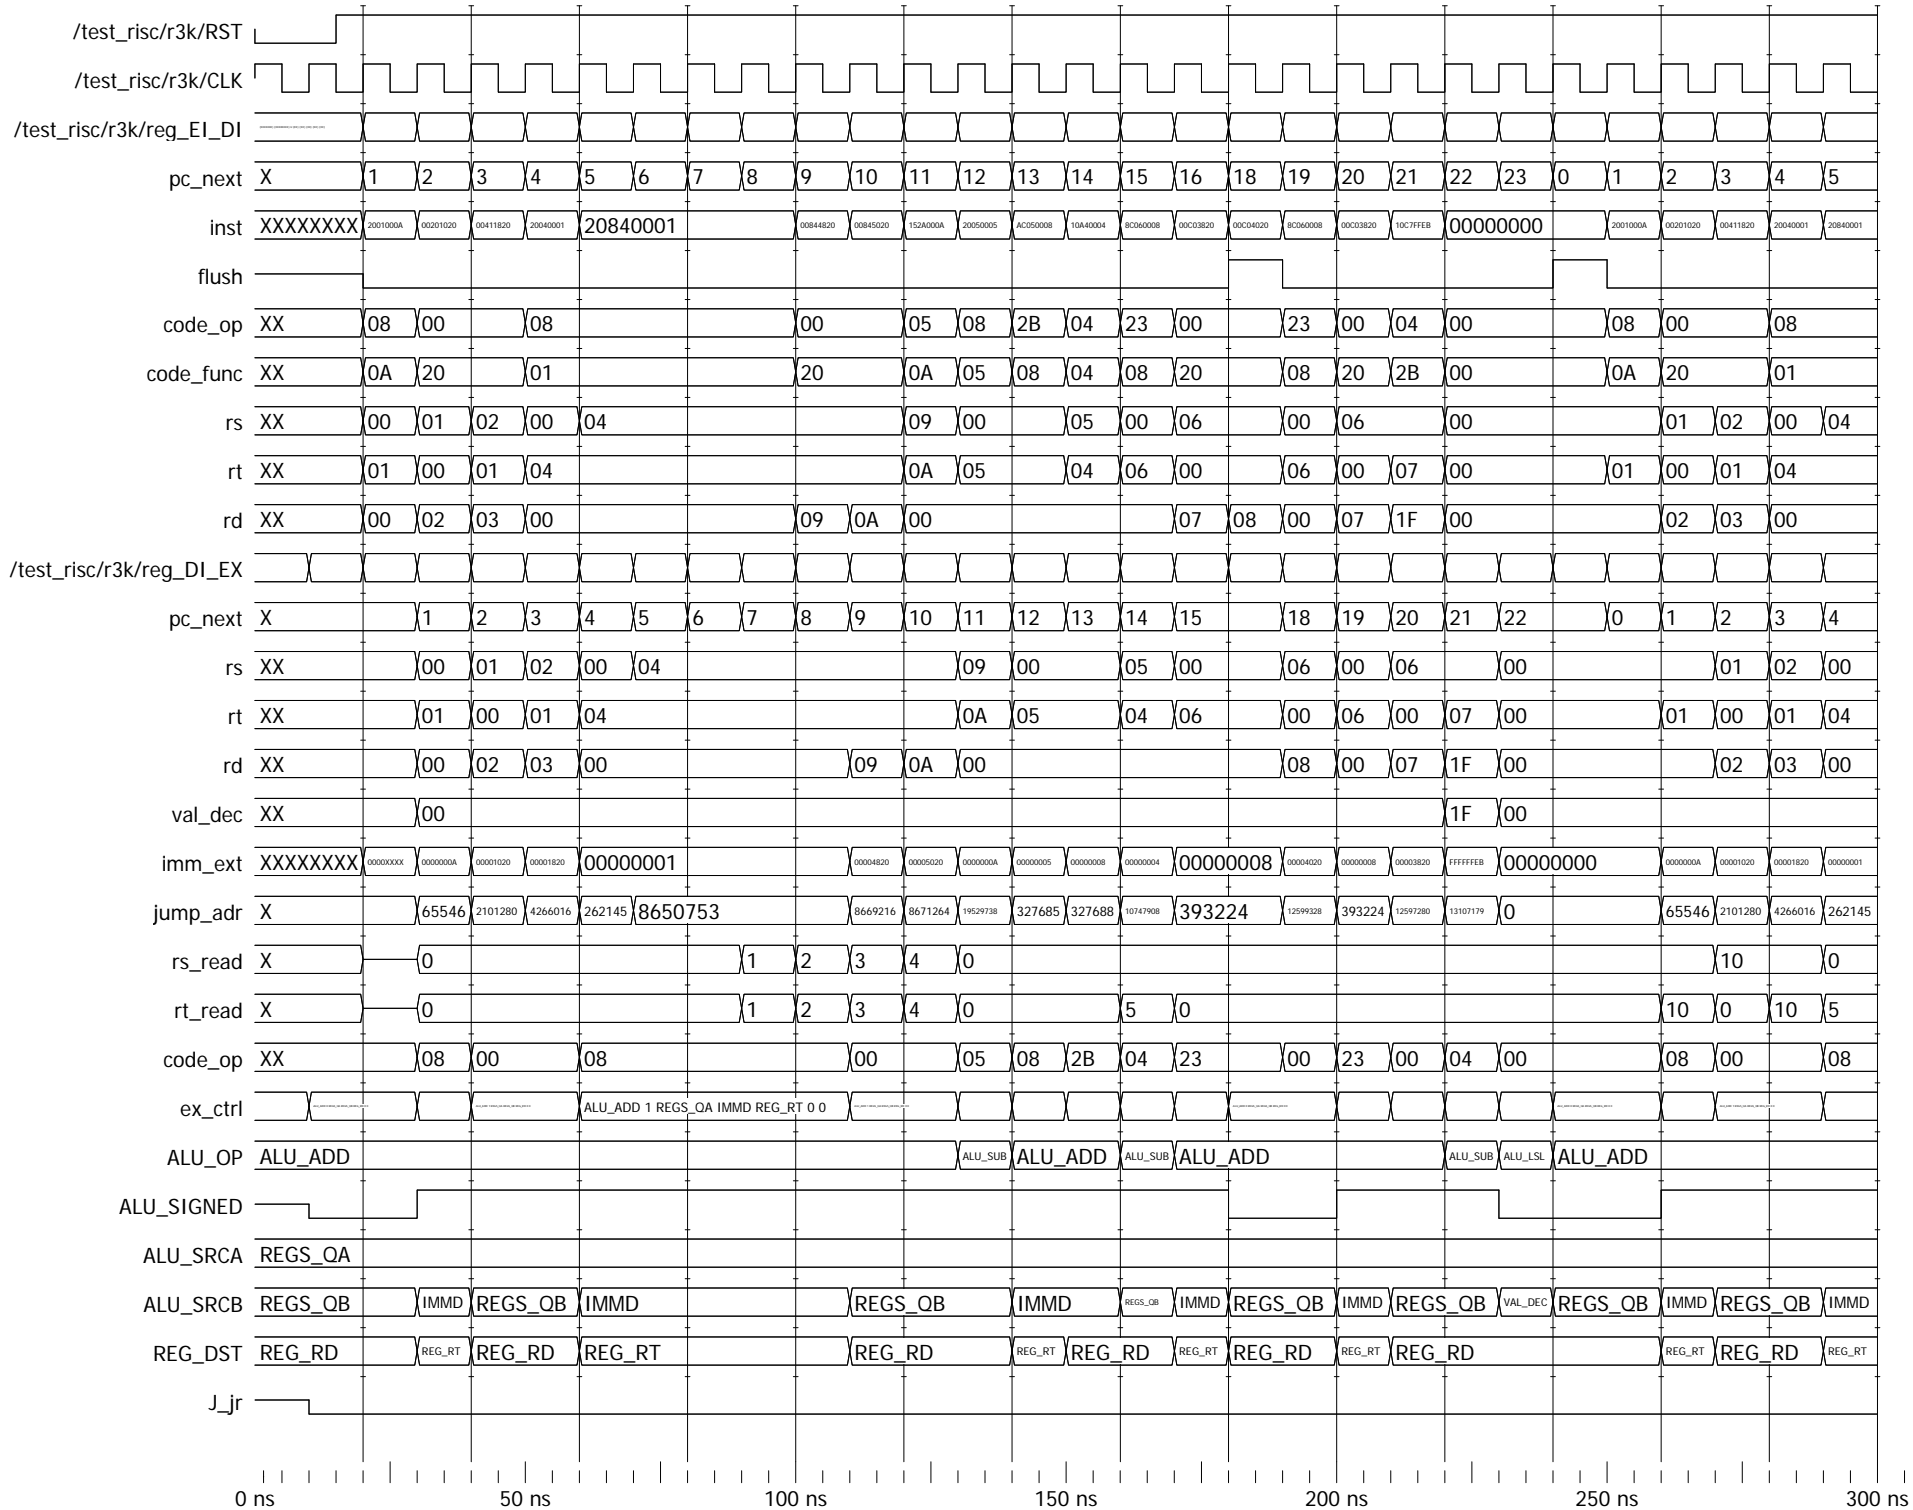 /test_risc/r3k/RST
/test_risc/r3k/CLK
/test_risc/r3k/reg_EI_DI
pc_next X 1 2 3 4 5 6 7 8 9 10 11 12 13 14 15 16 18 19 20 21 22 23 0 1 2 3 4 5
inst XXXXXXXX 2001000A 00201020 00411820 20040001 20840001 00844820 00845020 152A000A 20050005 AC050008 10A40004 8C060008 00C03820 00C04020 8C060008 00C03820 10C7FFEB 00000000 2001000A 00201020 00411820 20040001 20840001
flush
code_op XX 08 00 08 00 05 08 2B 04 23 00 23 00 04 00 08 00 08
code_func XX 0A 20 01 20 0A 05 08 04 08 20 08 20 2B 00 0A 20 01
rs XX 00 01 02 00 04 09 00 05 00 06 00 06 00 01 02 00 04
rt XX 01 00 01 04 0A 05 04 06 00 06 00 07 00 01 00 01 04
rd XX 00 02 03 00 09 0A 00 07 08 00 07 1F 00 02 03 00
/test_risc/r3k/reg_DI_EX
pc_next X 1 2 3 4 5 6 7 8 9 10 11 12 13 14 15 18 19 20 21 22 0 1 2 3 4
rs XX 00 01 02 00 04 09 00 05 00 06 00 06 00 01 02 00
rt XX 01 00 01 04 0A 05 04 06 00 06 00 07 00 01 00 01 04
rd XX 00 02 03 00 09 0A 00 08 00 07 1F 00 02 03 00
val_dec XX 00 1F 00
imm_ext XXXXXXXX 0000XXXX 0000000A 00001020 00001820 00000001 00004820 00005020 0000000A 00000005 00000008 00000004 00000008 00004020 00000008 00003820 FFFFFFEB 00000000 0000000A 00001020 00001820 00000001
jump_adr X 65546 2101280 4266016 262145 8650753 8669216 8671264 19529738 327685 327688 10747908 393224 12599328 393224 12597280 13107179 0 65546 2101280 4266016 262145
rs_read X 0 1 2 3 4 0 10 0
rt_read X 0 1 2 3 4 0 5 0 10 0 10 5
code_op XX 08 00 08 00 05 08 2B 04 23 00 23 00 04 00 08 00 08
ex_ctrl ALU_ADD 1 REGS_QA IMMD REG_RT 0 0
ALU_OP ALU_ADD ALU_SUB ALU_ADD ALU_SUB ALU_ADD ALU_SUB ALU_LSL ALU_ADD
ALU_SIGNED
ALU_SRCA REGS_QA
ALU_SRCB REGS_QB IMMD REGS_QB IMMD REGS_QB IMMD REGS_QB IMMD REGS_QB IMMD REGS_QB VAL_DEC REGS_QB IMMD REGS_QB IMMD
REG_DST REG_RD REG_RT REG_RD REG_RT REG_RD REG_RT REG_RD REG_RT REG_RD REG_RT REG_RD REG_RT REG_RD REG_RT
J_jr
0 ns 50 ns 100 ns 150 ns 200 ns 250 ns 300 ns